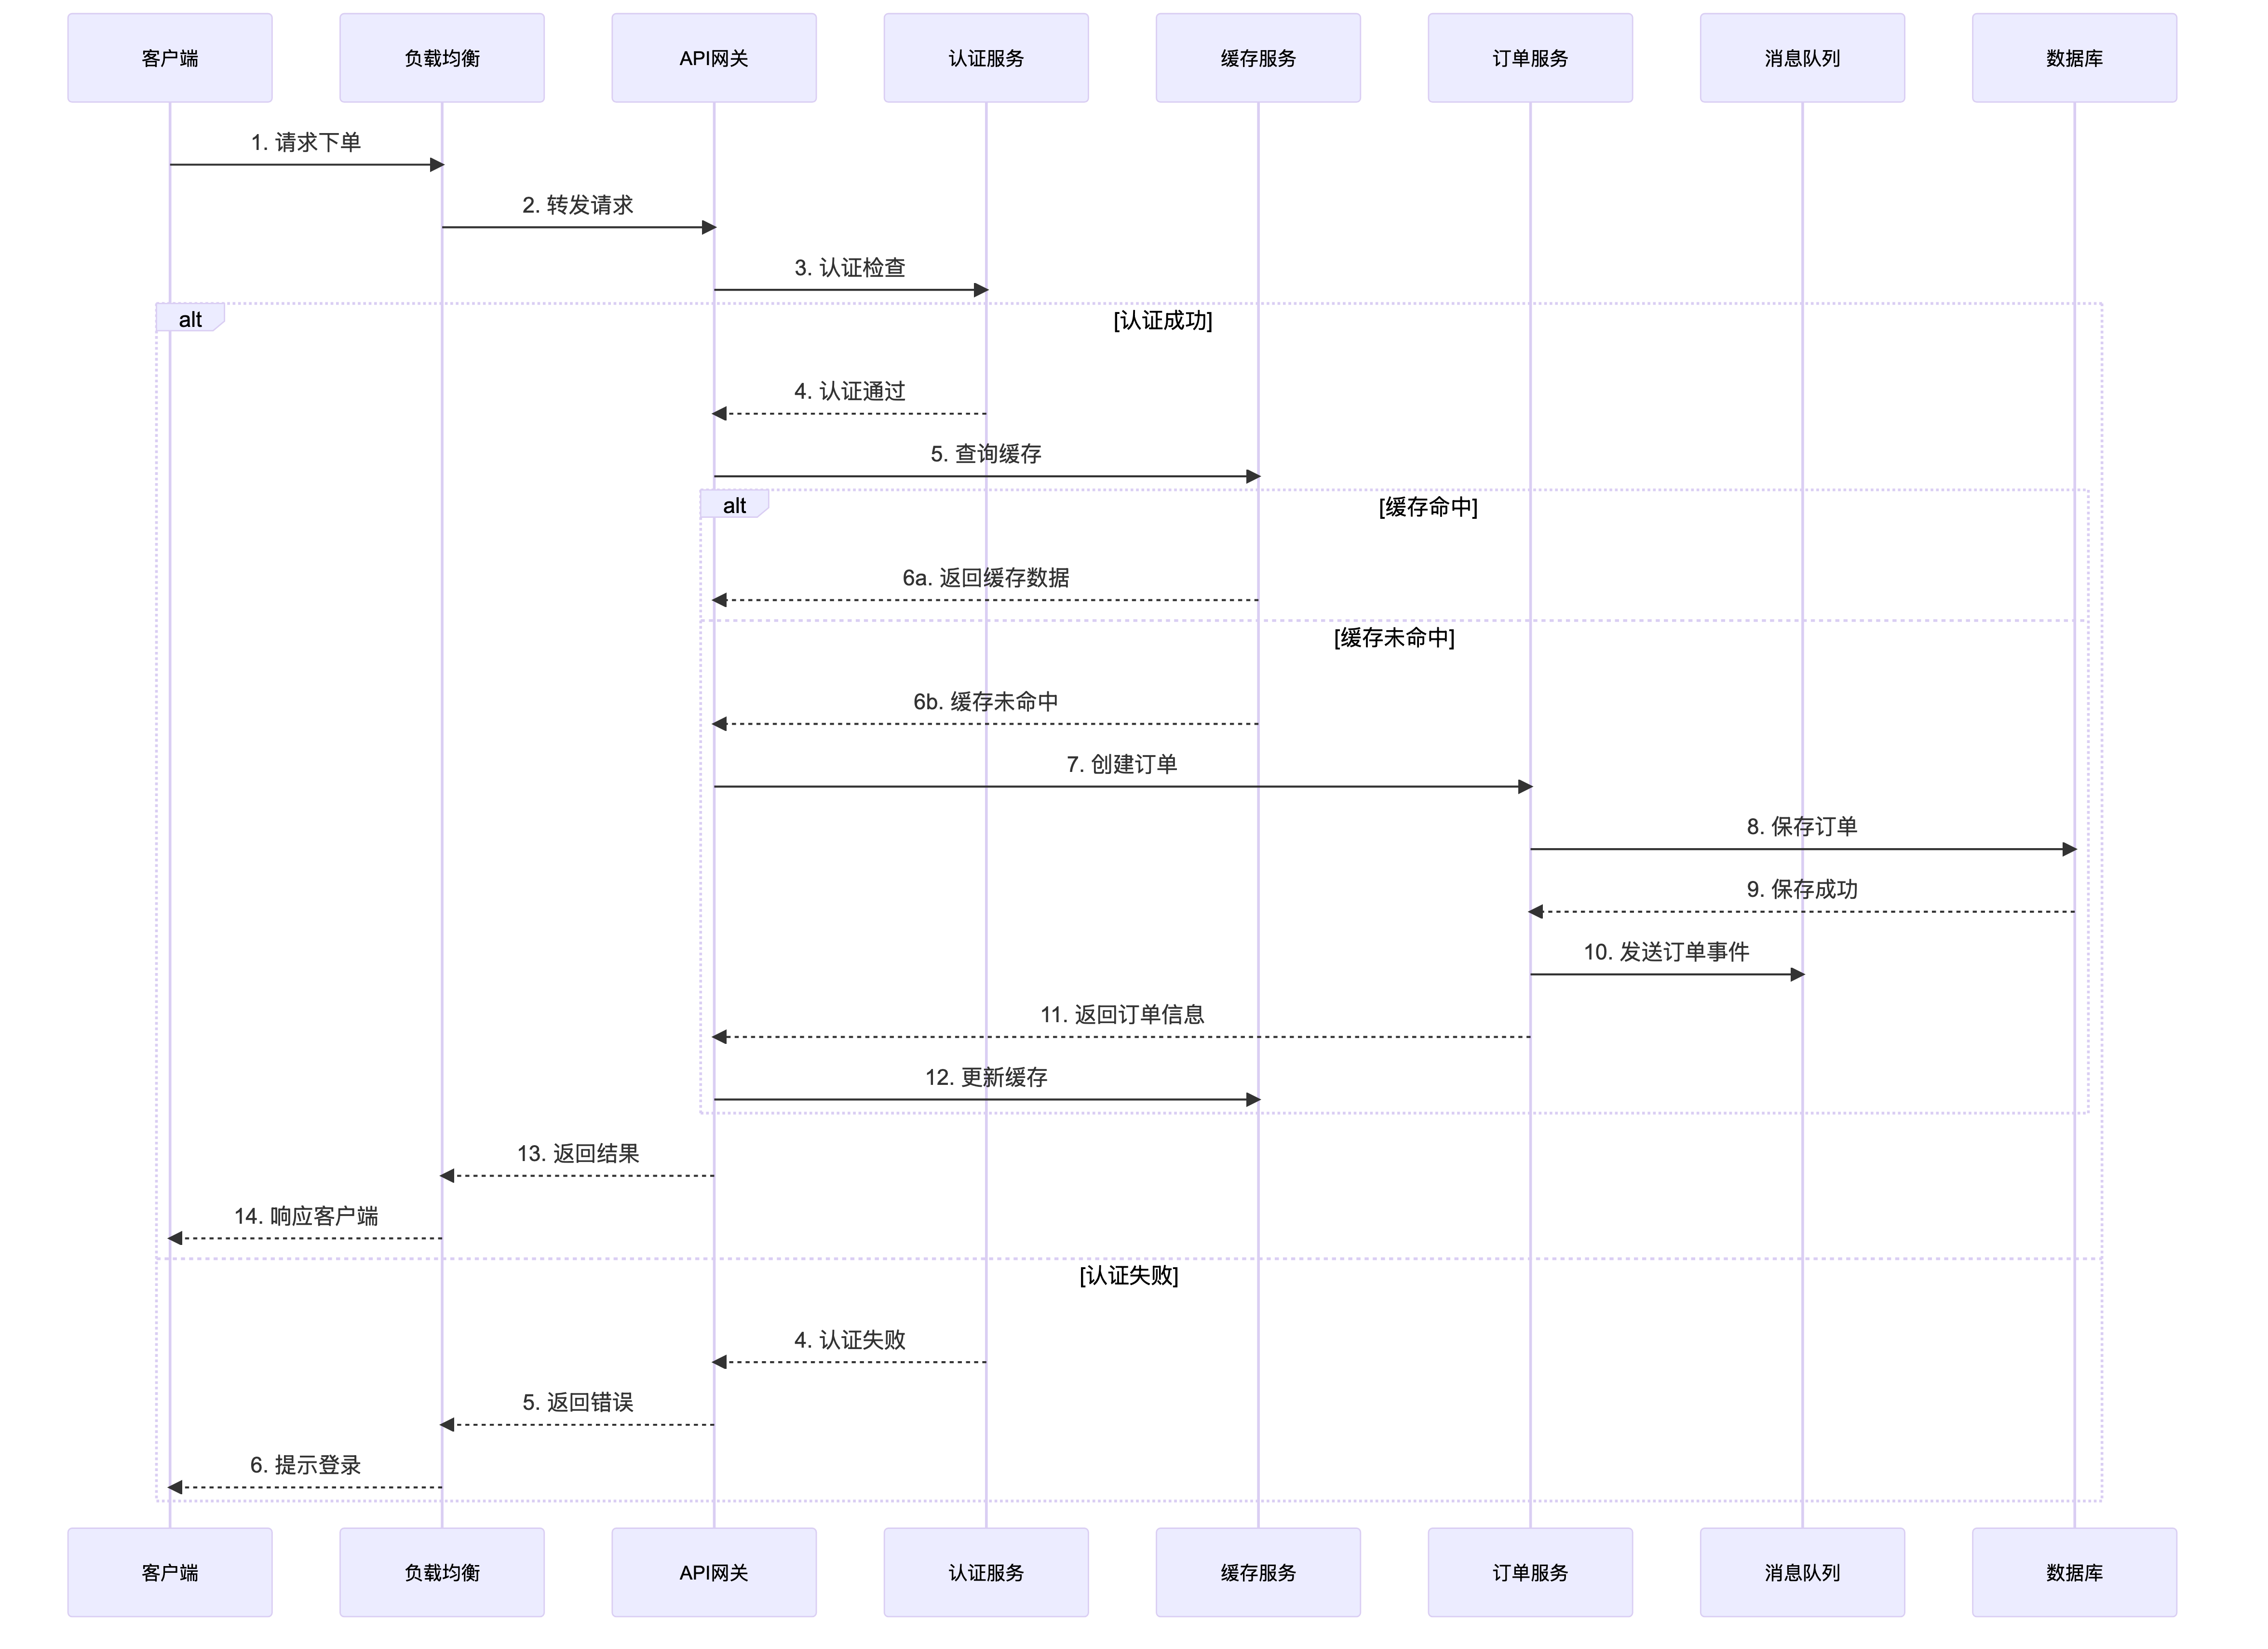 客户端
负载均衡
API网关
认证服务
缓存服务
订单服务
消息队列
数据库
1. 请求下单
2. 转发请求
3. 认证检查
alt
[认证成功]
4. 认证通过
5. 查询缓存
alt
[缓存命中]
6a. 返回缓存数据
[缓存未命中]
6b. 缓存未命中
7. 创建订单
8. 保存订单
9. 保存成功
10. 发送订单事件
11. 返回订单信息
12. 更新缓存
13. 返回结果
14. 响应客户端
[认证失败]
4. 认证失败
5. 返回错误
6. 提示登录
客户端
负载均衡
API网关
认证服务
缓存服务
订单服务
消息队列
数据库